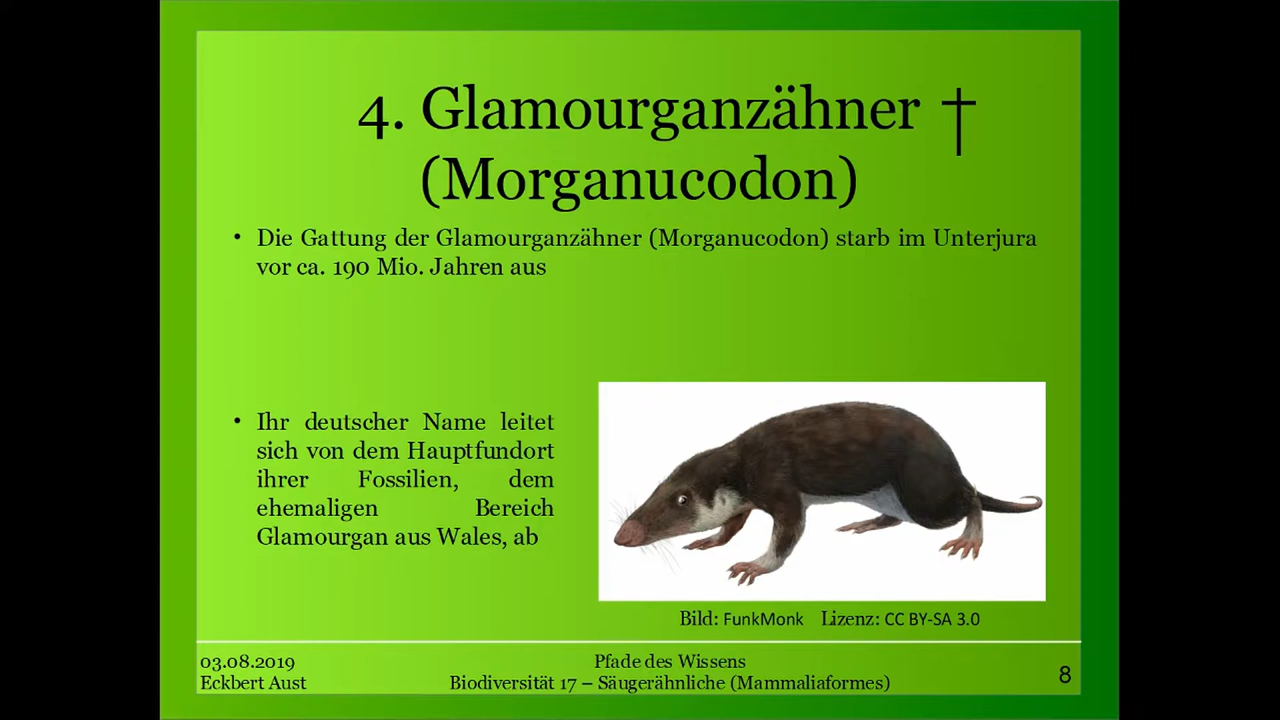 4. Glamourganzähner †
(Morganucodon)
• Die Gattung der Glamourganzähner (Morganucodon) starb im Unterjura
vor ca. 190 Mio. Jahren aus
• Ihr deutscher Name leitet
sich von dem Hauptfundort
ihrer Fossilien, dem
ehemaligen Bereich
Glamourgan aus Wales, ab
Bild: FunkMonk Lizenz: CC BY-SA 3.0
03.08.2019
Eckbert Aust
Pfade des Wissens
Biodiversität 17 – Säugerähnliche (Mammaliaformes)
8